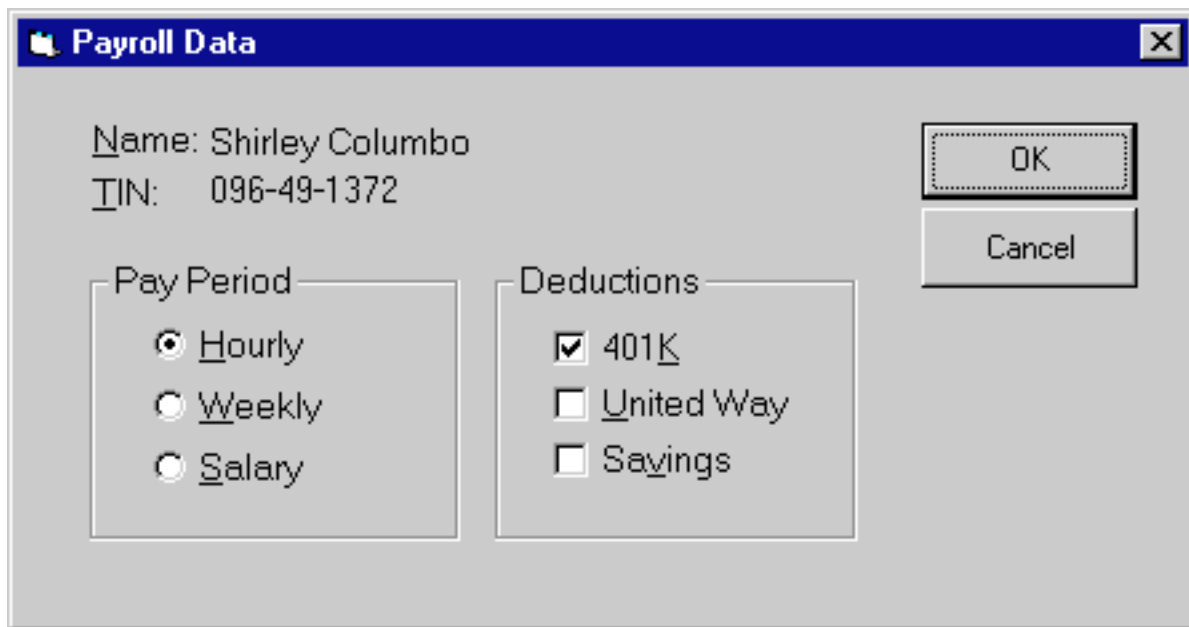 Payroll Data
Name: Shirley Columbo
TIN: 096-49-1372
OK
Cancel
Pay Period
Hourly
Weekly
Salary
Deductions
401K
United Way
Savings